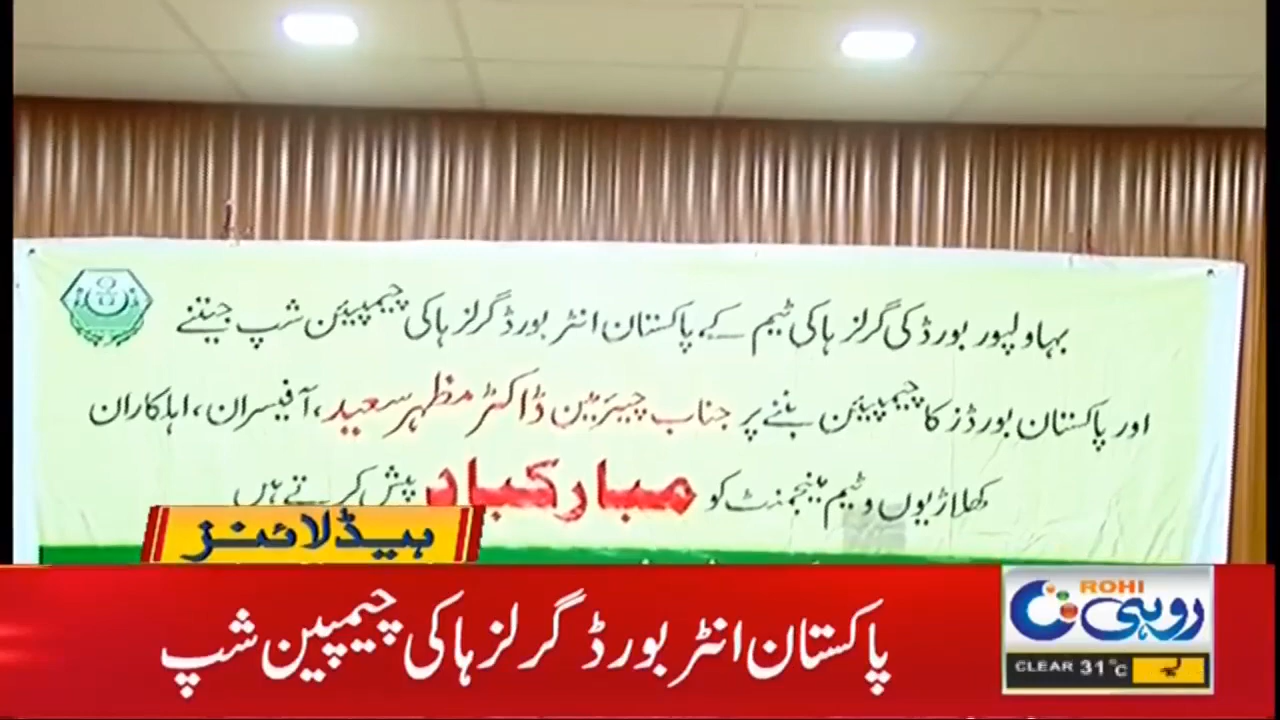 بہاولپور بورڈ کی گرلز ہاکی ٹیم کے، پاکستان انٹر بورڈ گرلز ہاکی چیمپیئن شپ جیتنے
اور پاکستان بورڈز کا چیمپیئن بننے پر جناب چیئرمین ڈاکٹر مظہر سعید، آفیسران، اہلکاران
کھلاڑیوں و ٹیم مینجمنٹ کو مبارکباد پیش کرتے ہیں
ہیڈلائنز
پاکستان انٹر بورڈ گرلز ہاکی چیمپین شپ
ROHI
روہی
CLEAR 31°C